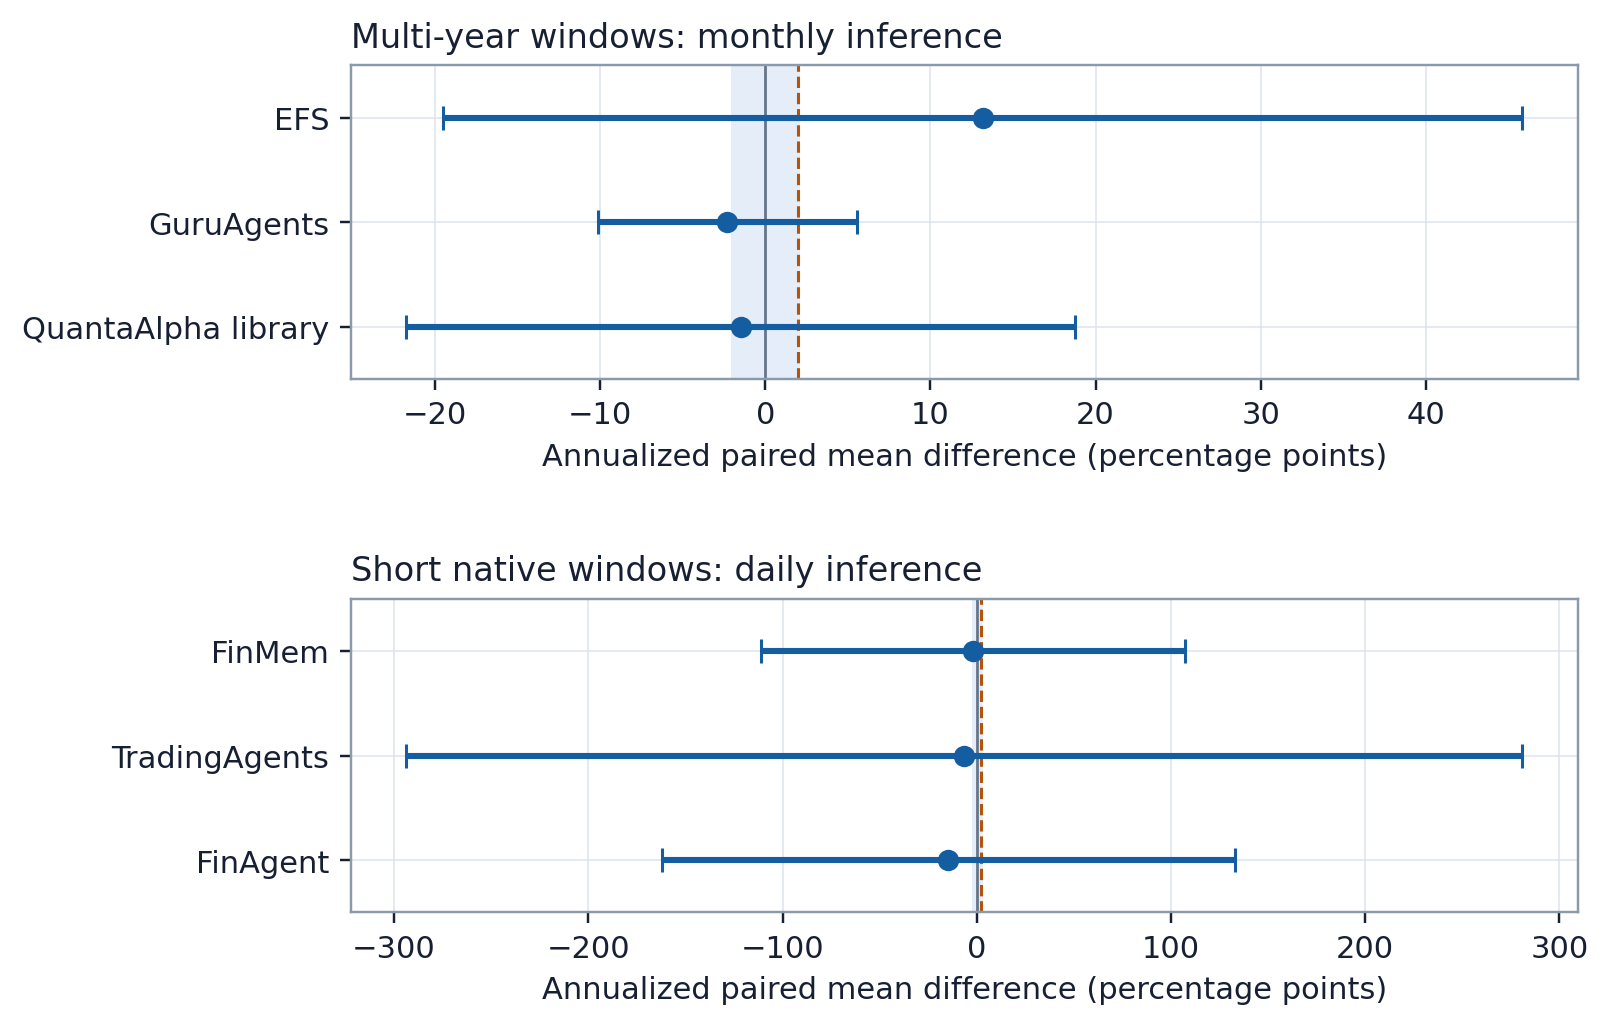 Multi-year windows: monthly inference
EFS
GuruAgents
QuantaAlpha library
−20 −10 0 10 20 30 40
Annualized paired mean difference (percentage points)
Short native windows: daily inference
FinMem
TradingAgents
FinAgent
−300 −200 −100 0 100 200 300
Annualized paired mean difference (percentage points)